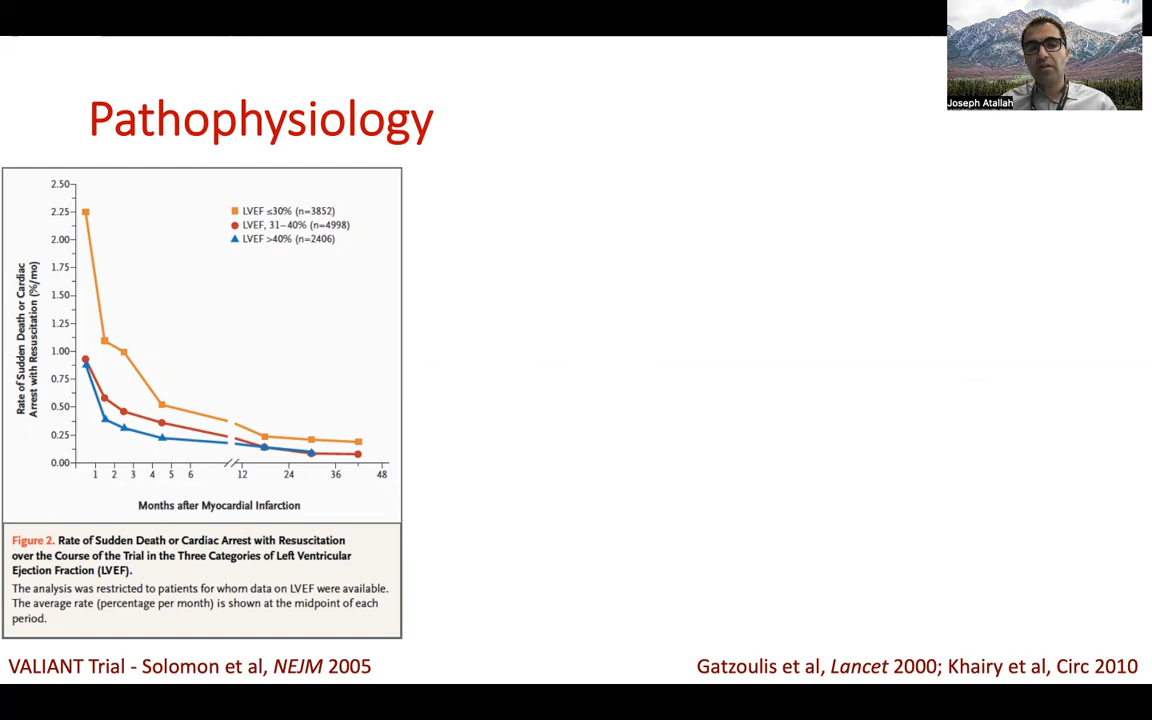 Joseph Atallah
Pathophysiology
2.50
2.25
2.00
1.75
1.50
1.25
1.00
0.75
0.50
0.25
0.00
Rate of Sudden Death or Cardiac
Arrest with Resuscitation (%/mo)
LVEF ≤30% (n=3852)
LVEF, 31–40% (n=4998)
LVEF >40% (n=2406)
1 2 3 4 5 6 12 24 36 48
Months after Myocardial Infarction
Figure 2. Rate of Sudden Death or Cardiac Arrest with Resuscitation
over the Course of the Trial in the Three Categories of Left Ventricular
Ejection Fraction (LVEF).
The analysis was restricted to patients for whom data on LVEF were available.
The average rate (percentage per month) is shown at the midpoint of each
period.
VALIANT Trial - Solomon et al, NEJM 2005
Gatzoulis et al, Lancet 2000; Khairy et al, Circ 2010